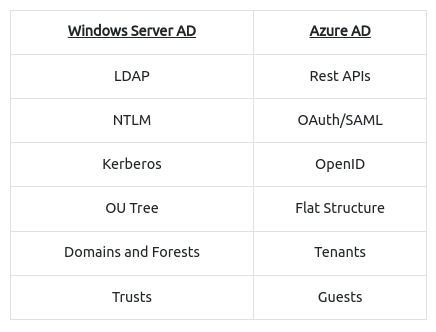 Windows Server AD Azure AD
LDAP Rest APIs
NTLM OAuth/SAML
Kerberos OpenID
OU Tree Flat Structure
Domains and Forests Tenants
Trusts Guests